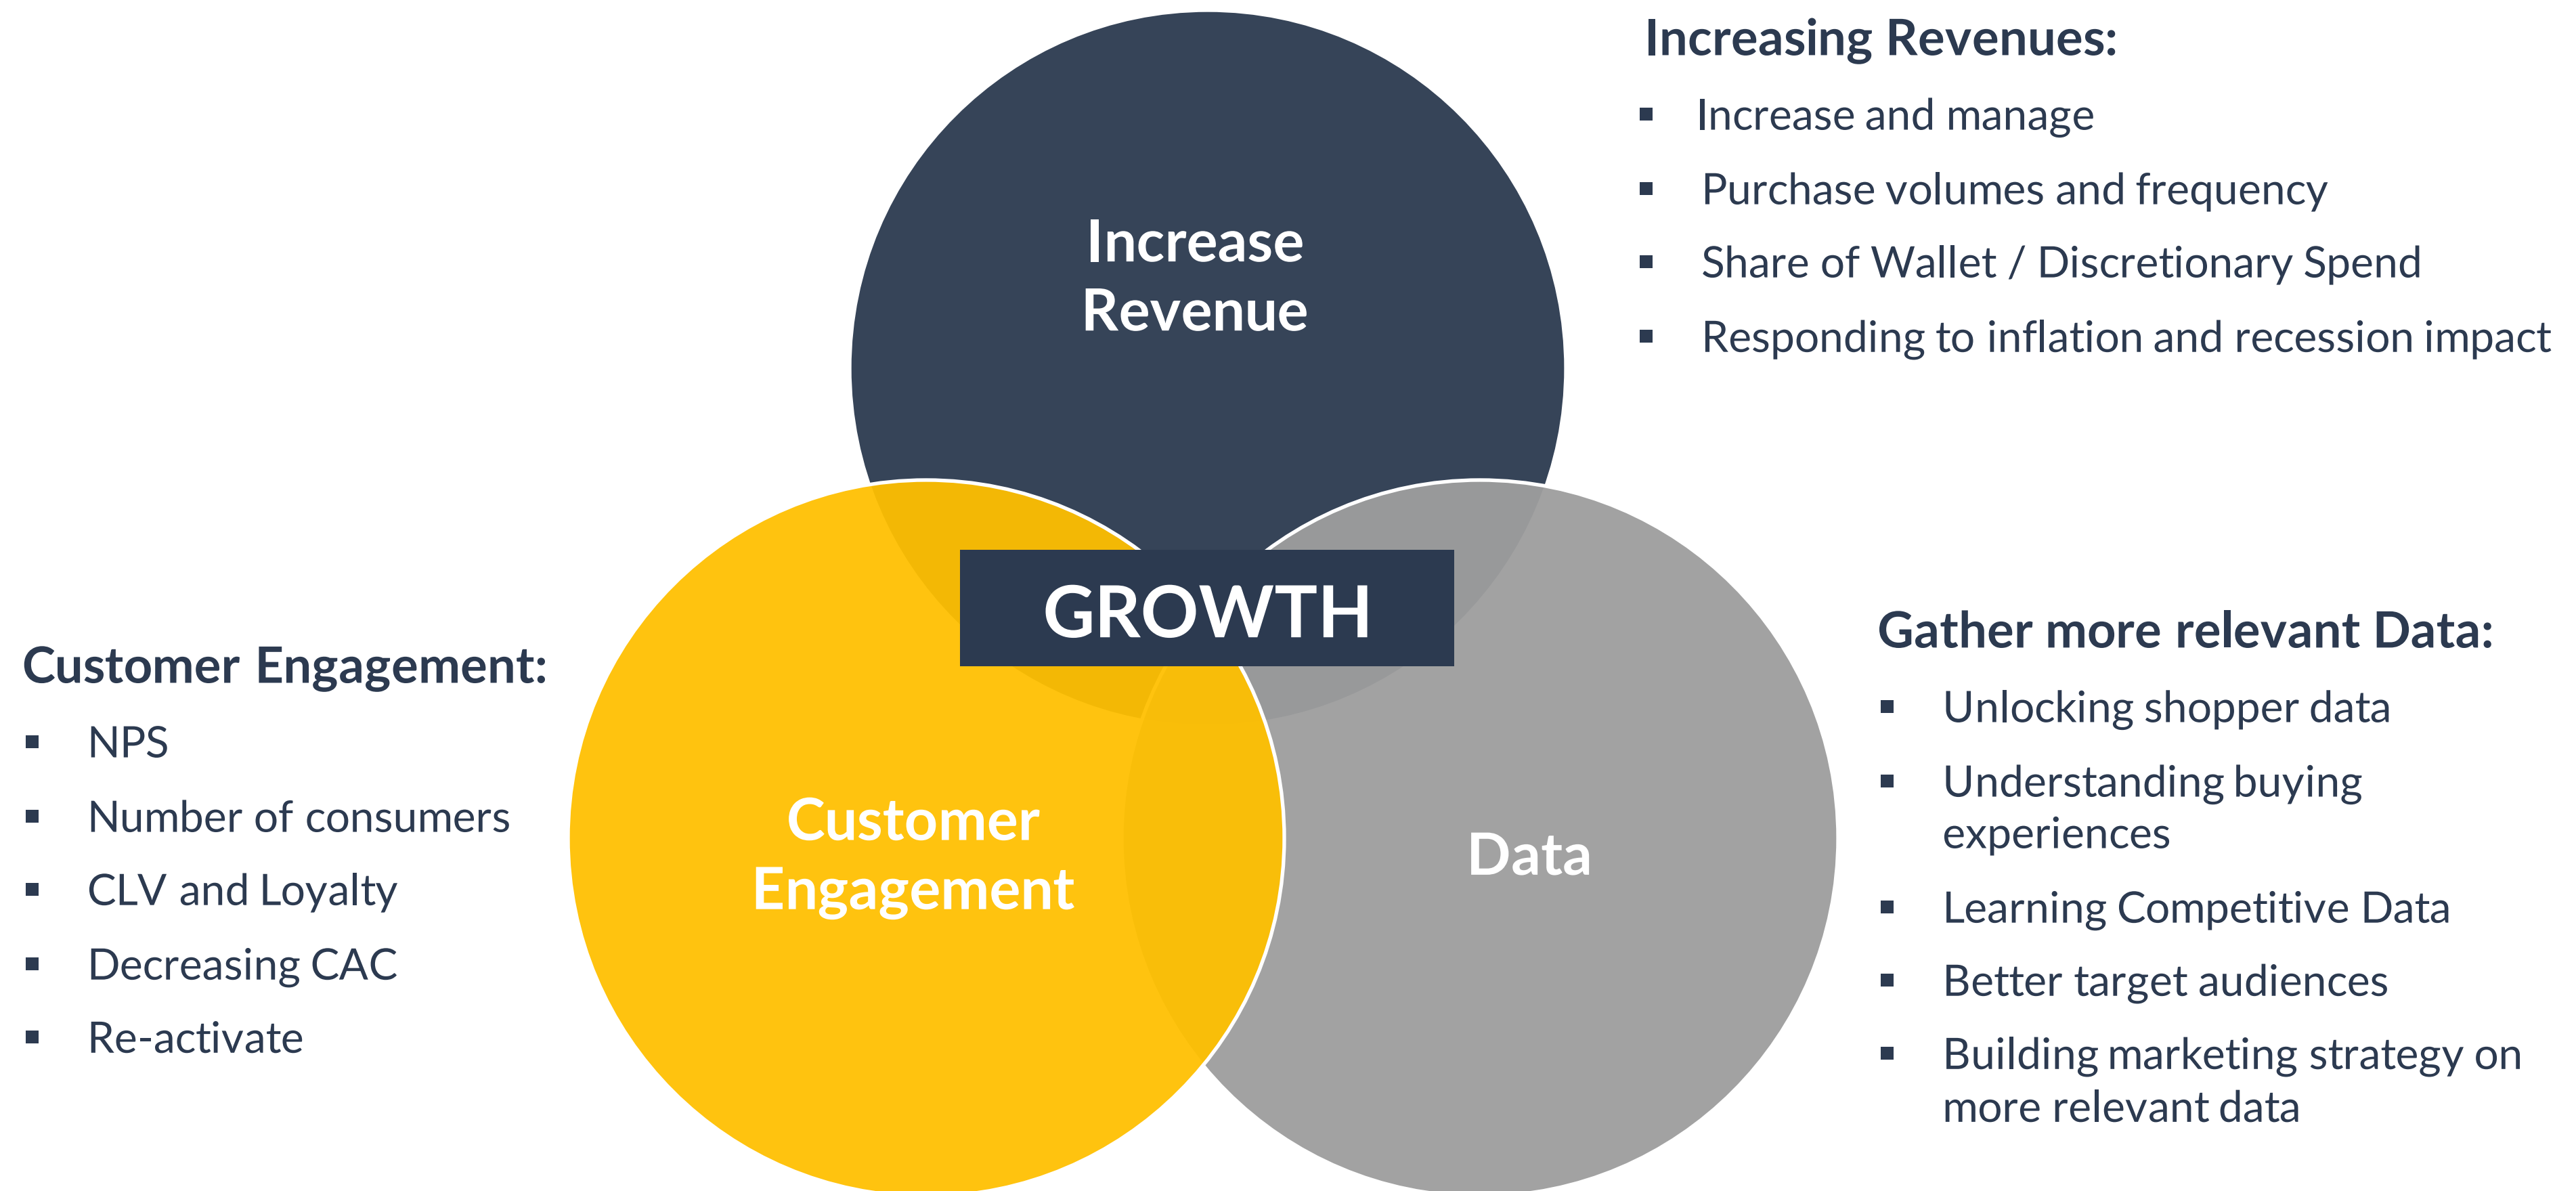 Increasing Revenues:
▪ Increase and manage
▪ Purchase volumes and frequency
▪ Share of Wallet / Discretionary Spend
▪ Responding to inflation and recession impact
Increase
Revenue
GROWTH
Customer Engagement:
▪ NPS
▪ Number of consumers
▪ CLV and Loyalty
▪ Decreasing CAC
▪ Re-activate
Customer
Engagement
Data
Gather more relevant Data:
▪ Unlocking shopper data
▪ Understanding buying
experiences
▪ Learning Competitive Data
▪ Better target audiences
▪ Building marketing strategy on
more relevant data